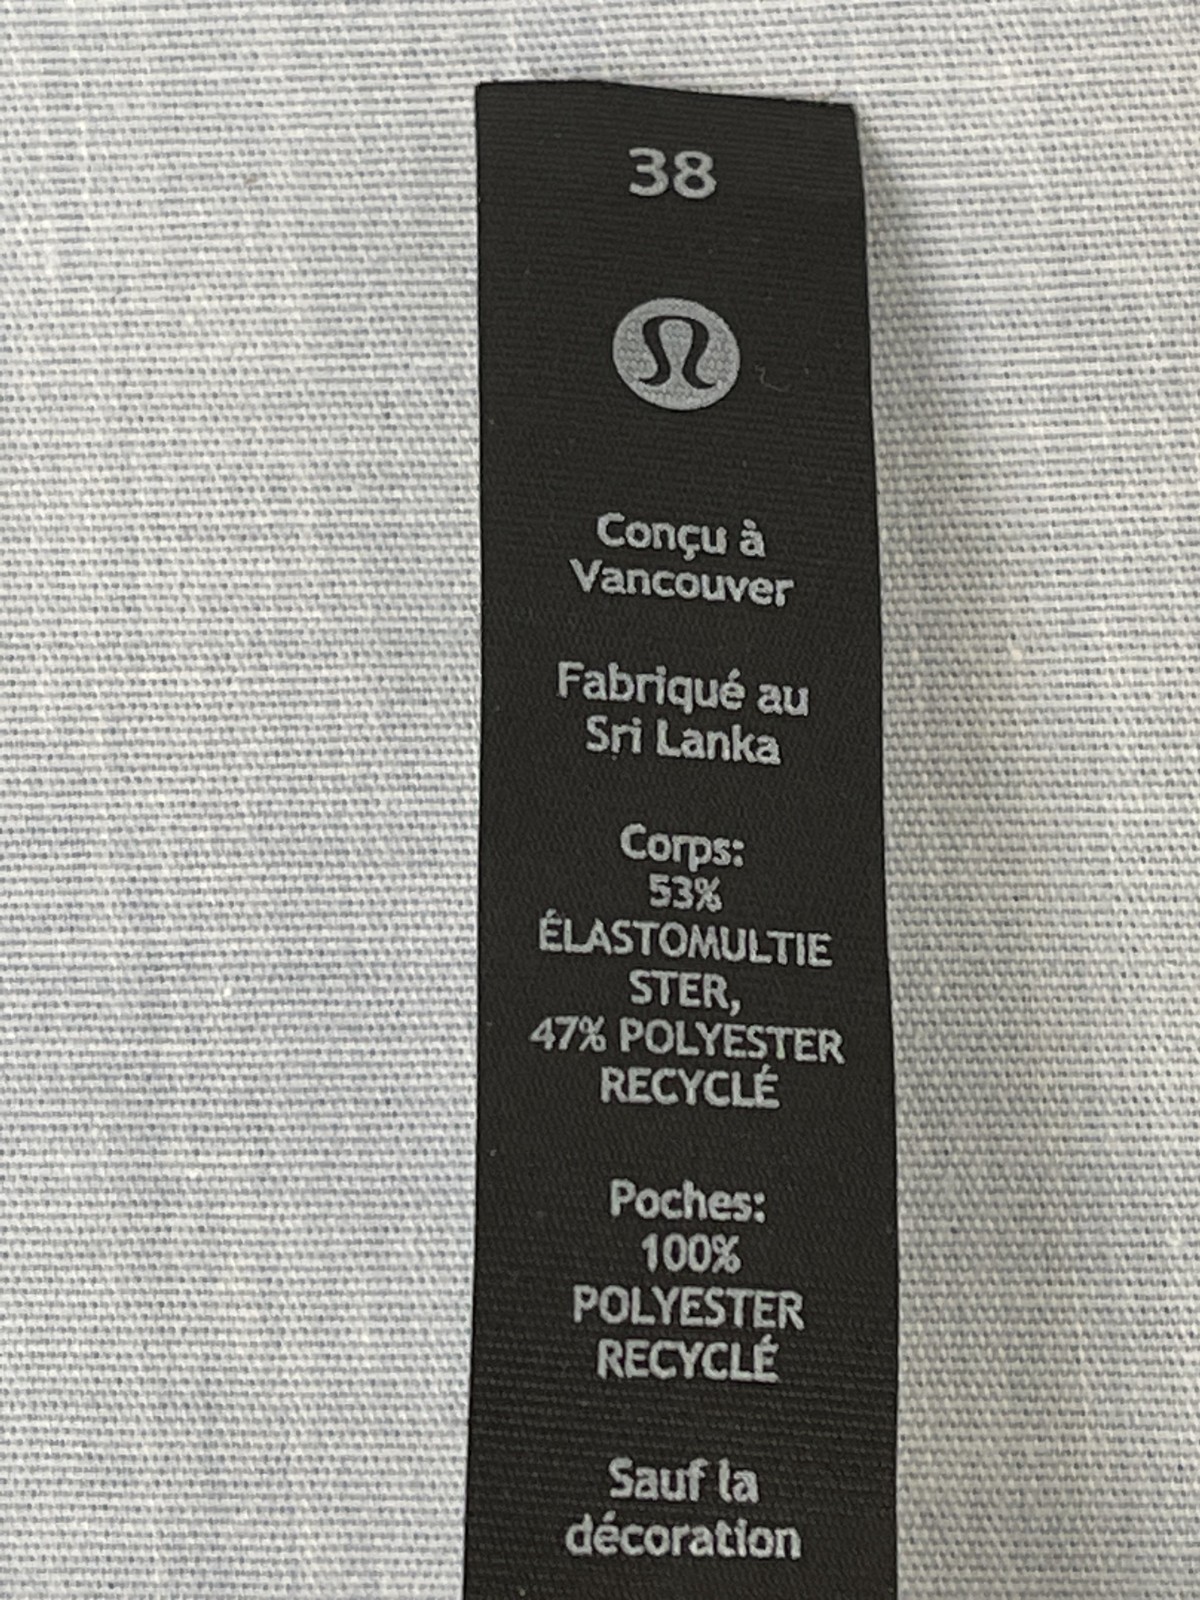 38
Conçu à
Vancouver
Fabriqué au
Sri Lanka
Corps:
53%
ÉLASTOMULTIE
STER,
47% POLYESTER
RECYCLÉ
Poches:
100%
POLYESTER
RECYCLÉ
Sauf la
décoration